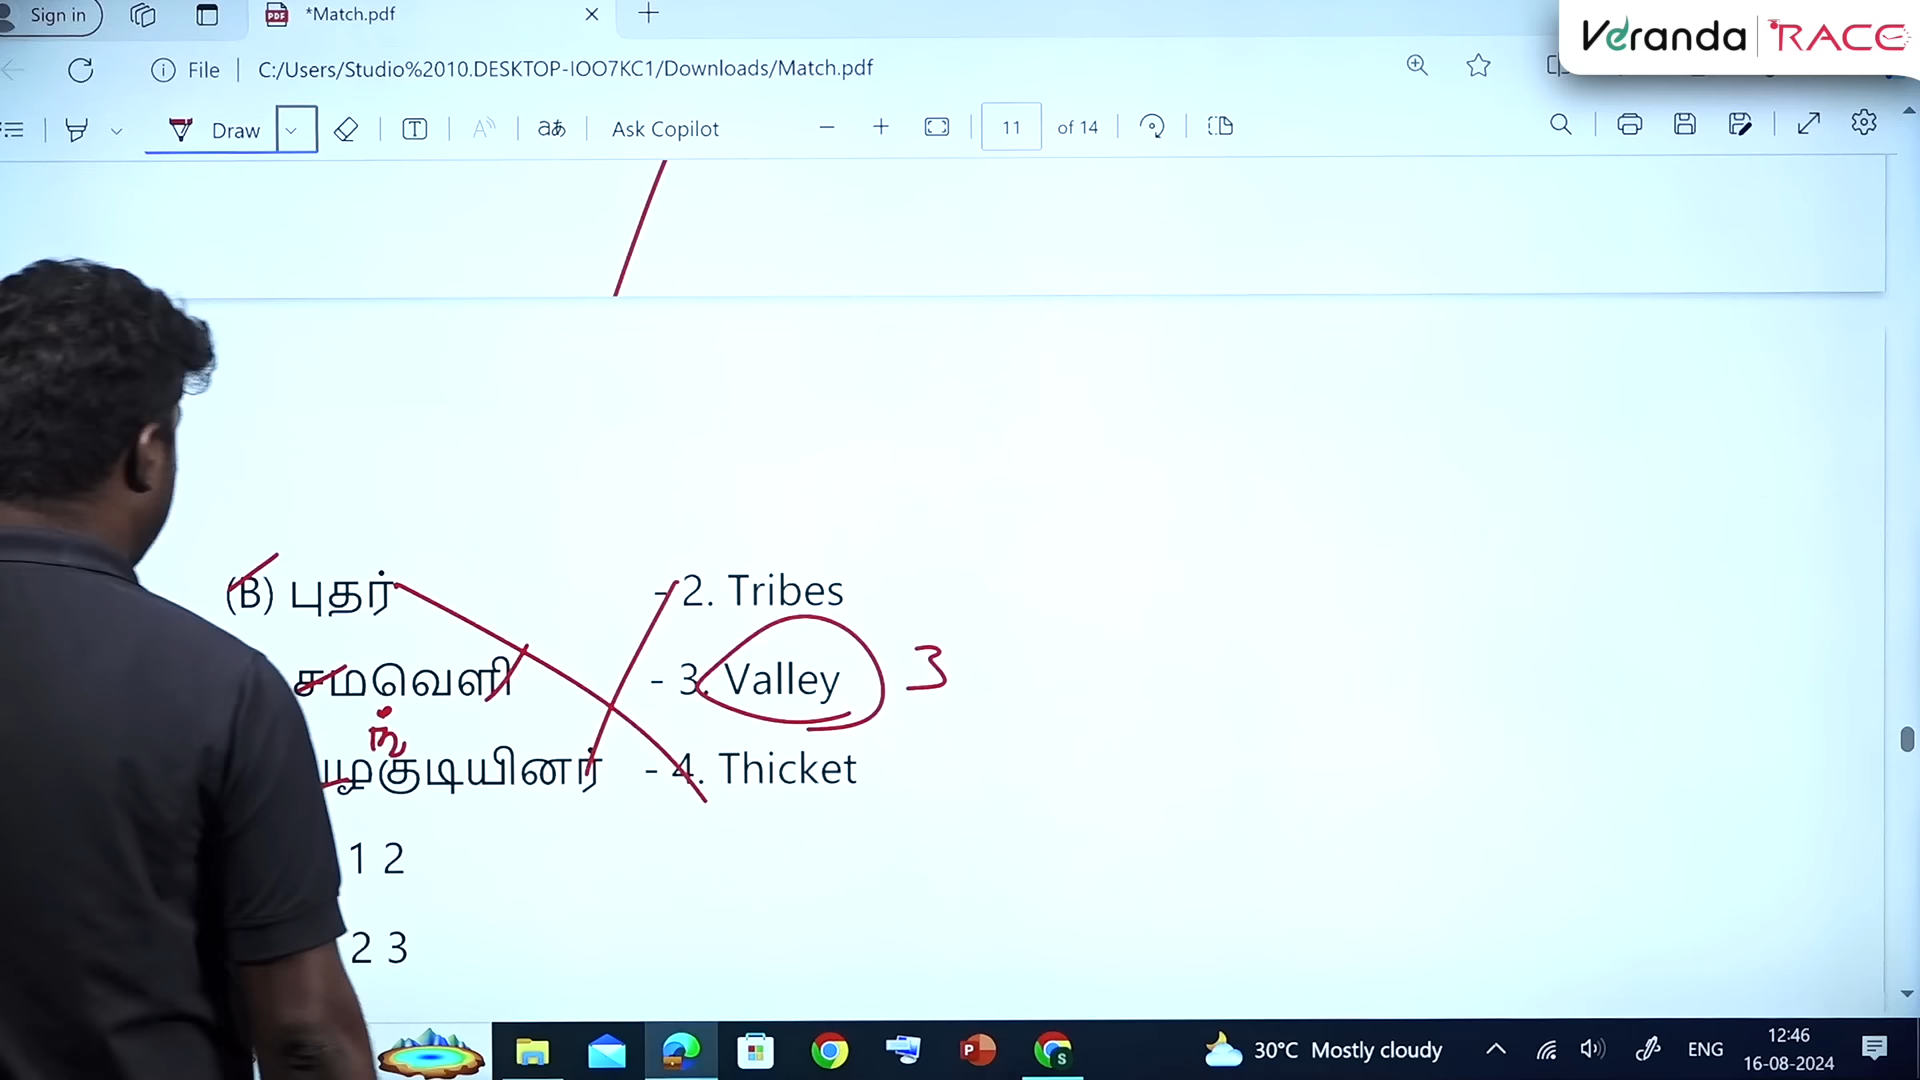 Sign in
*Match.pdf
Veranda RACE
File C:/Users/Studio%2010.DESKTOP-IOO7KC1/Downloads/Match.pdf
Draw
aあ
Ask Copilot
11 of 14
(B) புதர் - 2. Tribes
சமவெளி - 3. Valley 3
ங்
குடியினர் - 4. Thicket
1 2
2 3
30°C Mostly cloudy
ENG
12:46
16-08-2024